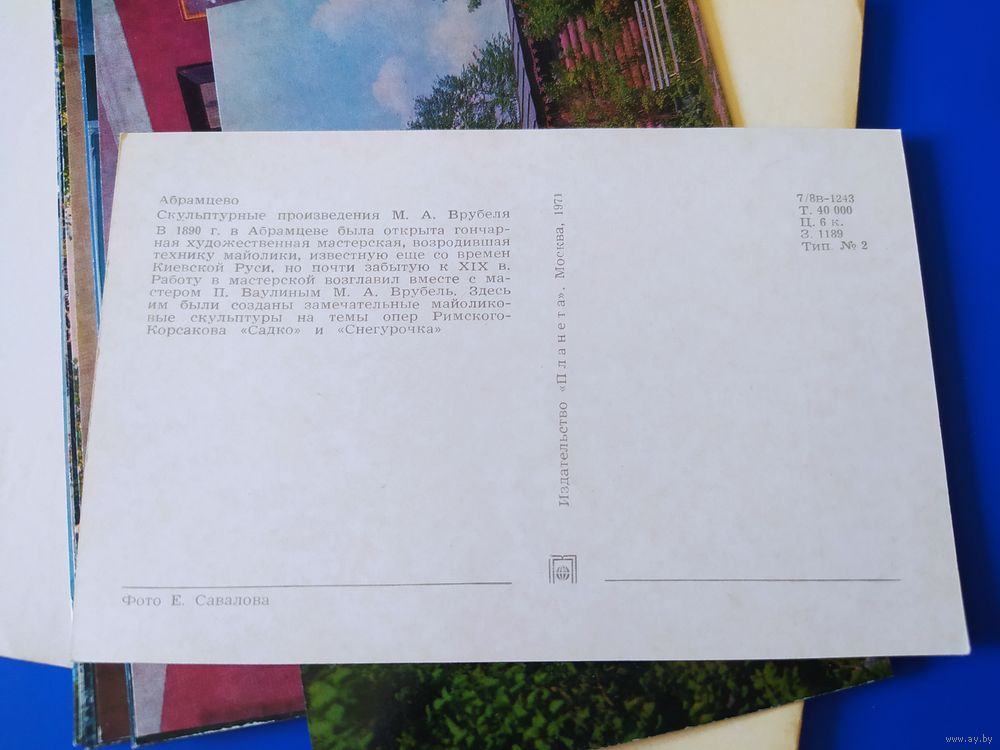 Абрамцево
Скульптурные произведения М. А. Врубеля
В 1890 г. в Абрамцеве была открыта гончар-
ная художественная мастерская, возродившая
технику майолики, известную еще со времен
Киевской Руси, но почти забытую к XIX в.
Работу в мастерской возглавил вместе с ма-
стером П. Ваулиным М. А. Врубель. Здесь
им были созданы замечательные майолико-
вые скульптуры на темы опер Римского-
Корсакова «Садко» и «Снегурочка»
Фото Е. Савалова
Издательство «Планета». Москва, 1971
7/8в-1243
Т. 40 000
Ц. 6 к.
З. 1189
Тип. № 2
www.ay.by